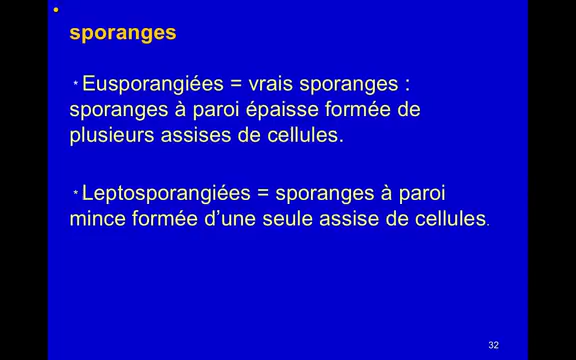 • sporanges
* Eusporangiées = vrais sporanges :
sporanges à paroi épaisse formée de
plusieurs assises de cellules.
* Leptosporangiées = sporanges à paroi
mince formée d’une seule assise de cellules.
32